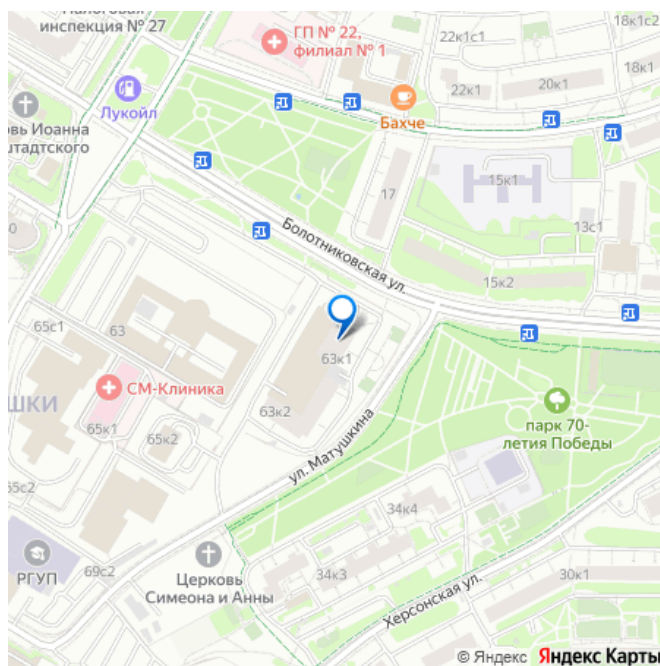 Налоговая
инспекция № 27
ГП № 22,
филиал № 1
22к1с1
18к1с2
22к1
20к1
18к1
Лукойл
Бахче
овь Иоанна
штадтского
17
15к1
13с1
Болотниковская ул.
15к2
65с1
63
63к1
СМ-Клиника
63к2
65к1
65к2
шки
парк 70-
летия Победы
ул. Матушкина
34к4
РГУП
69с2
Церковь
Симеона и Анны
34к3
30к1
Херсонская ул.
© Яндекс Яндекс Карты